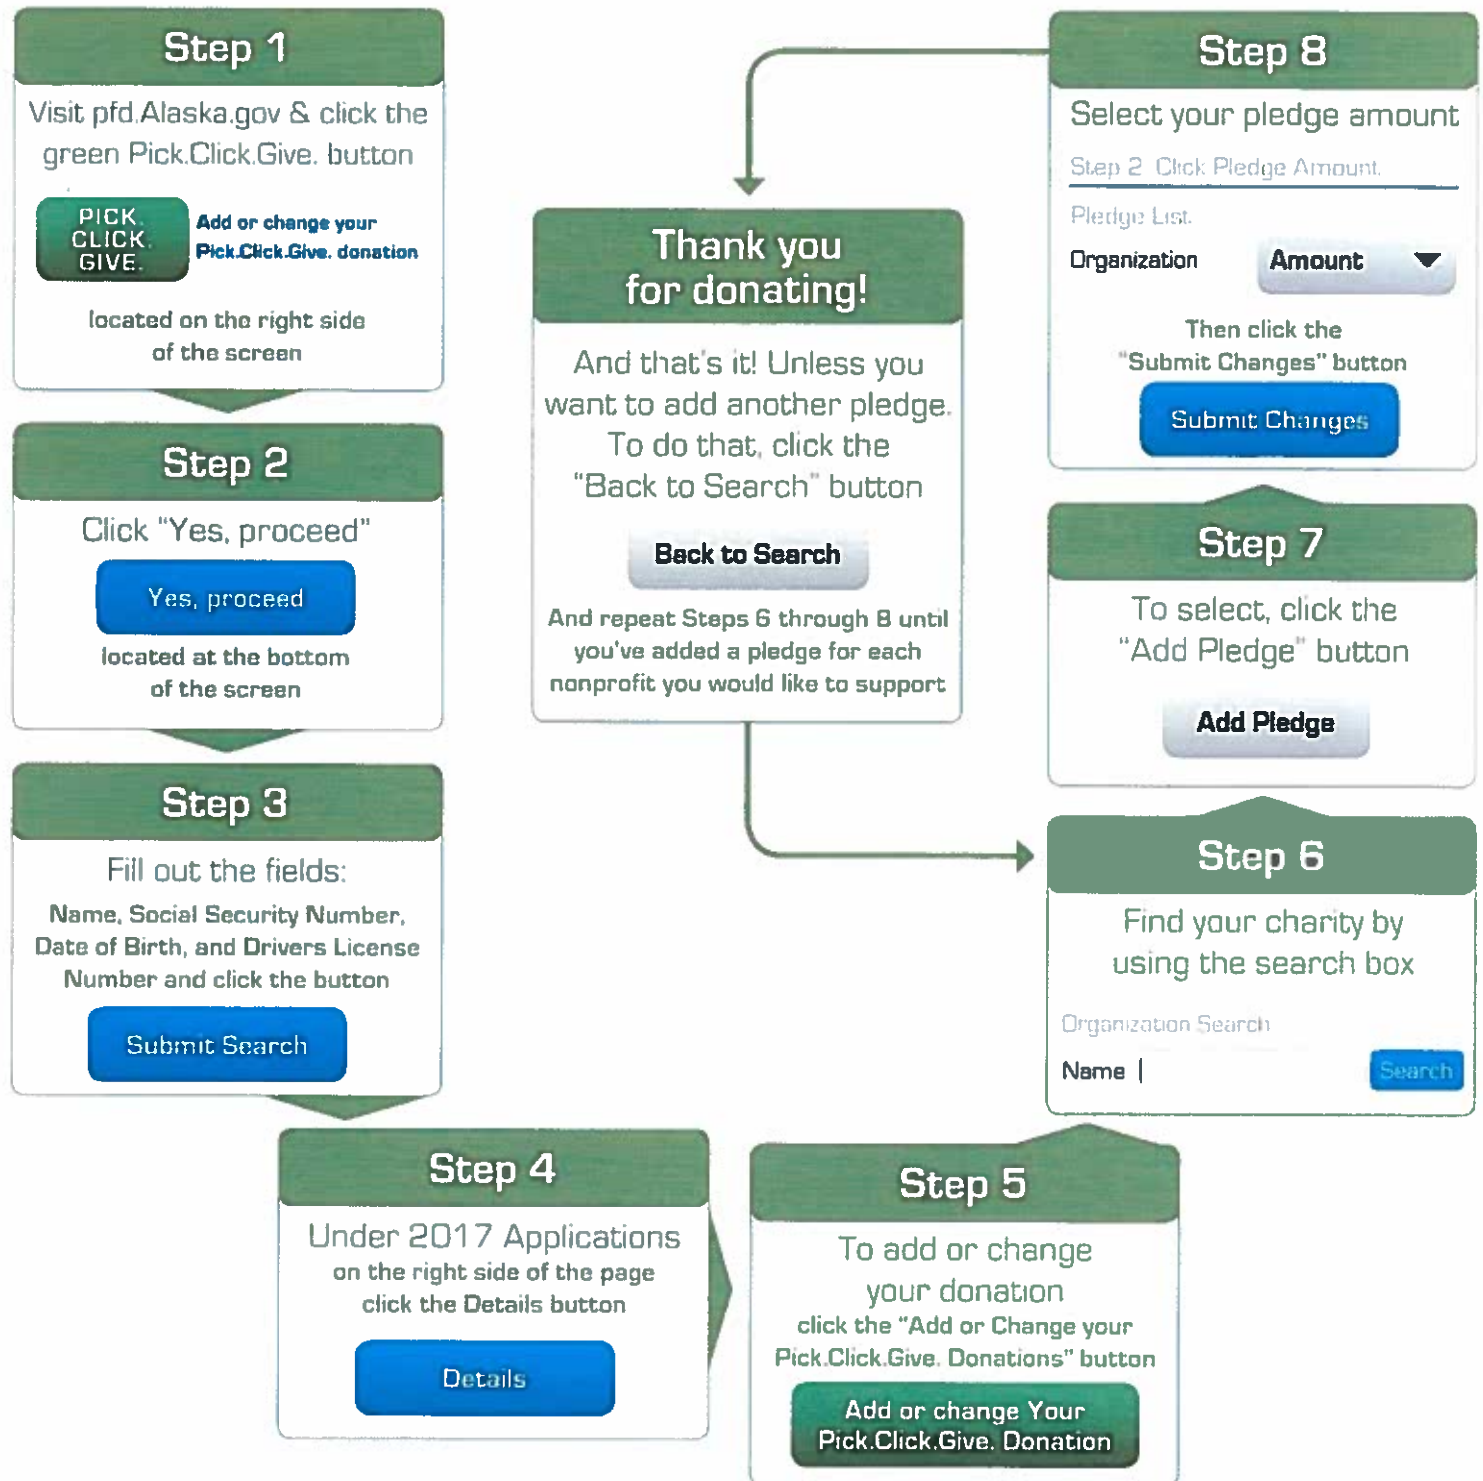 Step 1
Visit pfd.Alaska.gov & click the
green Pick.Click.Give. button
PICK.
CLICK.
GIVE.
Add or change your
Pick.Click.Give. donation
located on the right side
of the screen
Step 2
Click "Yes, proceed"
Yes, proceed
located at the bottom
of the screen
Step 3
Fill out the fields:
Name, Social Security Number,
Date of Birth, and Drivers License
Number and click the button
Submit Search
Step 4
Under 2017 Applications
on the right side of the page
click the Details button
Details
Step 5
To add or change
your donation
click the "Add or Change your
Pick.Click.Give. Donations" button
Add or change Your
Pick.Click.Give. Donation
Step 6
Find your charity by
using the search box
Organization Search
Name |
Search
Step 7
To select, click the
"Add Pledge" button
Add Pledge
Step 8
Select your pledge amount
Step 2 Click Pledge Amount.
Pledge List.
Organization
Amount
Then click the
"Submit Changes" button
Submit Changes
Thank you
for donating!
And that's it! Unless you
want to add another pledge.
To do that, click the
"Back to Search" button
Back to Search
And repeat Steps 6 through 8 until
you've added a pledge for each
nonprofit you would like to support